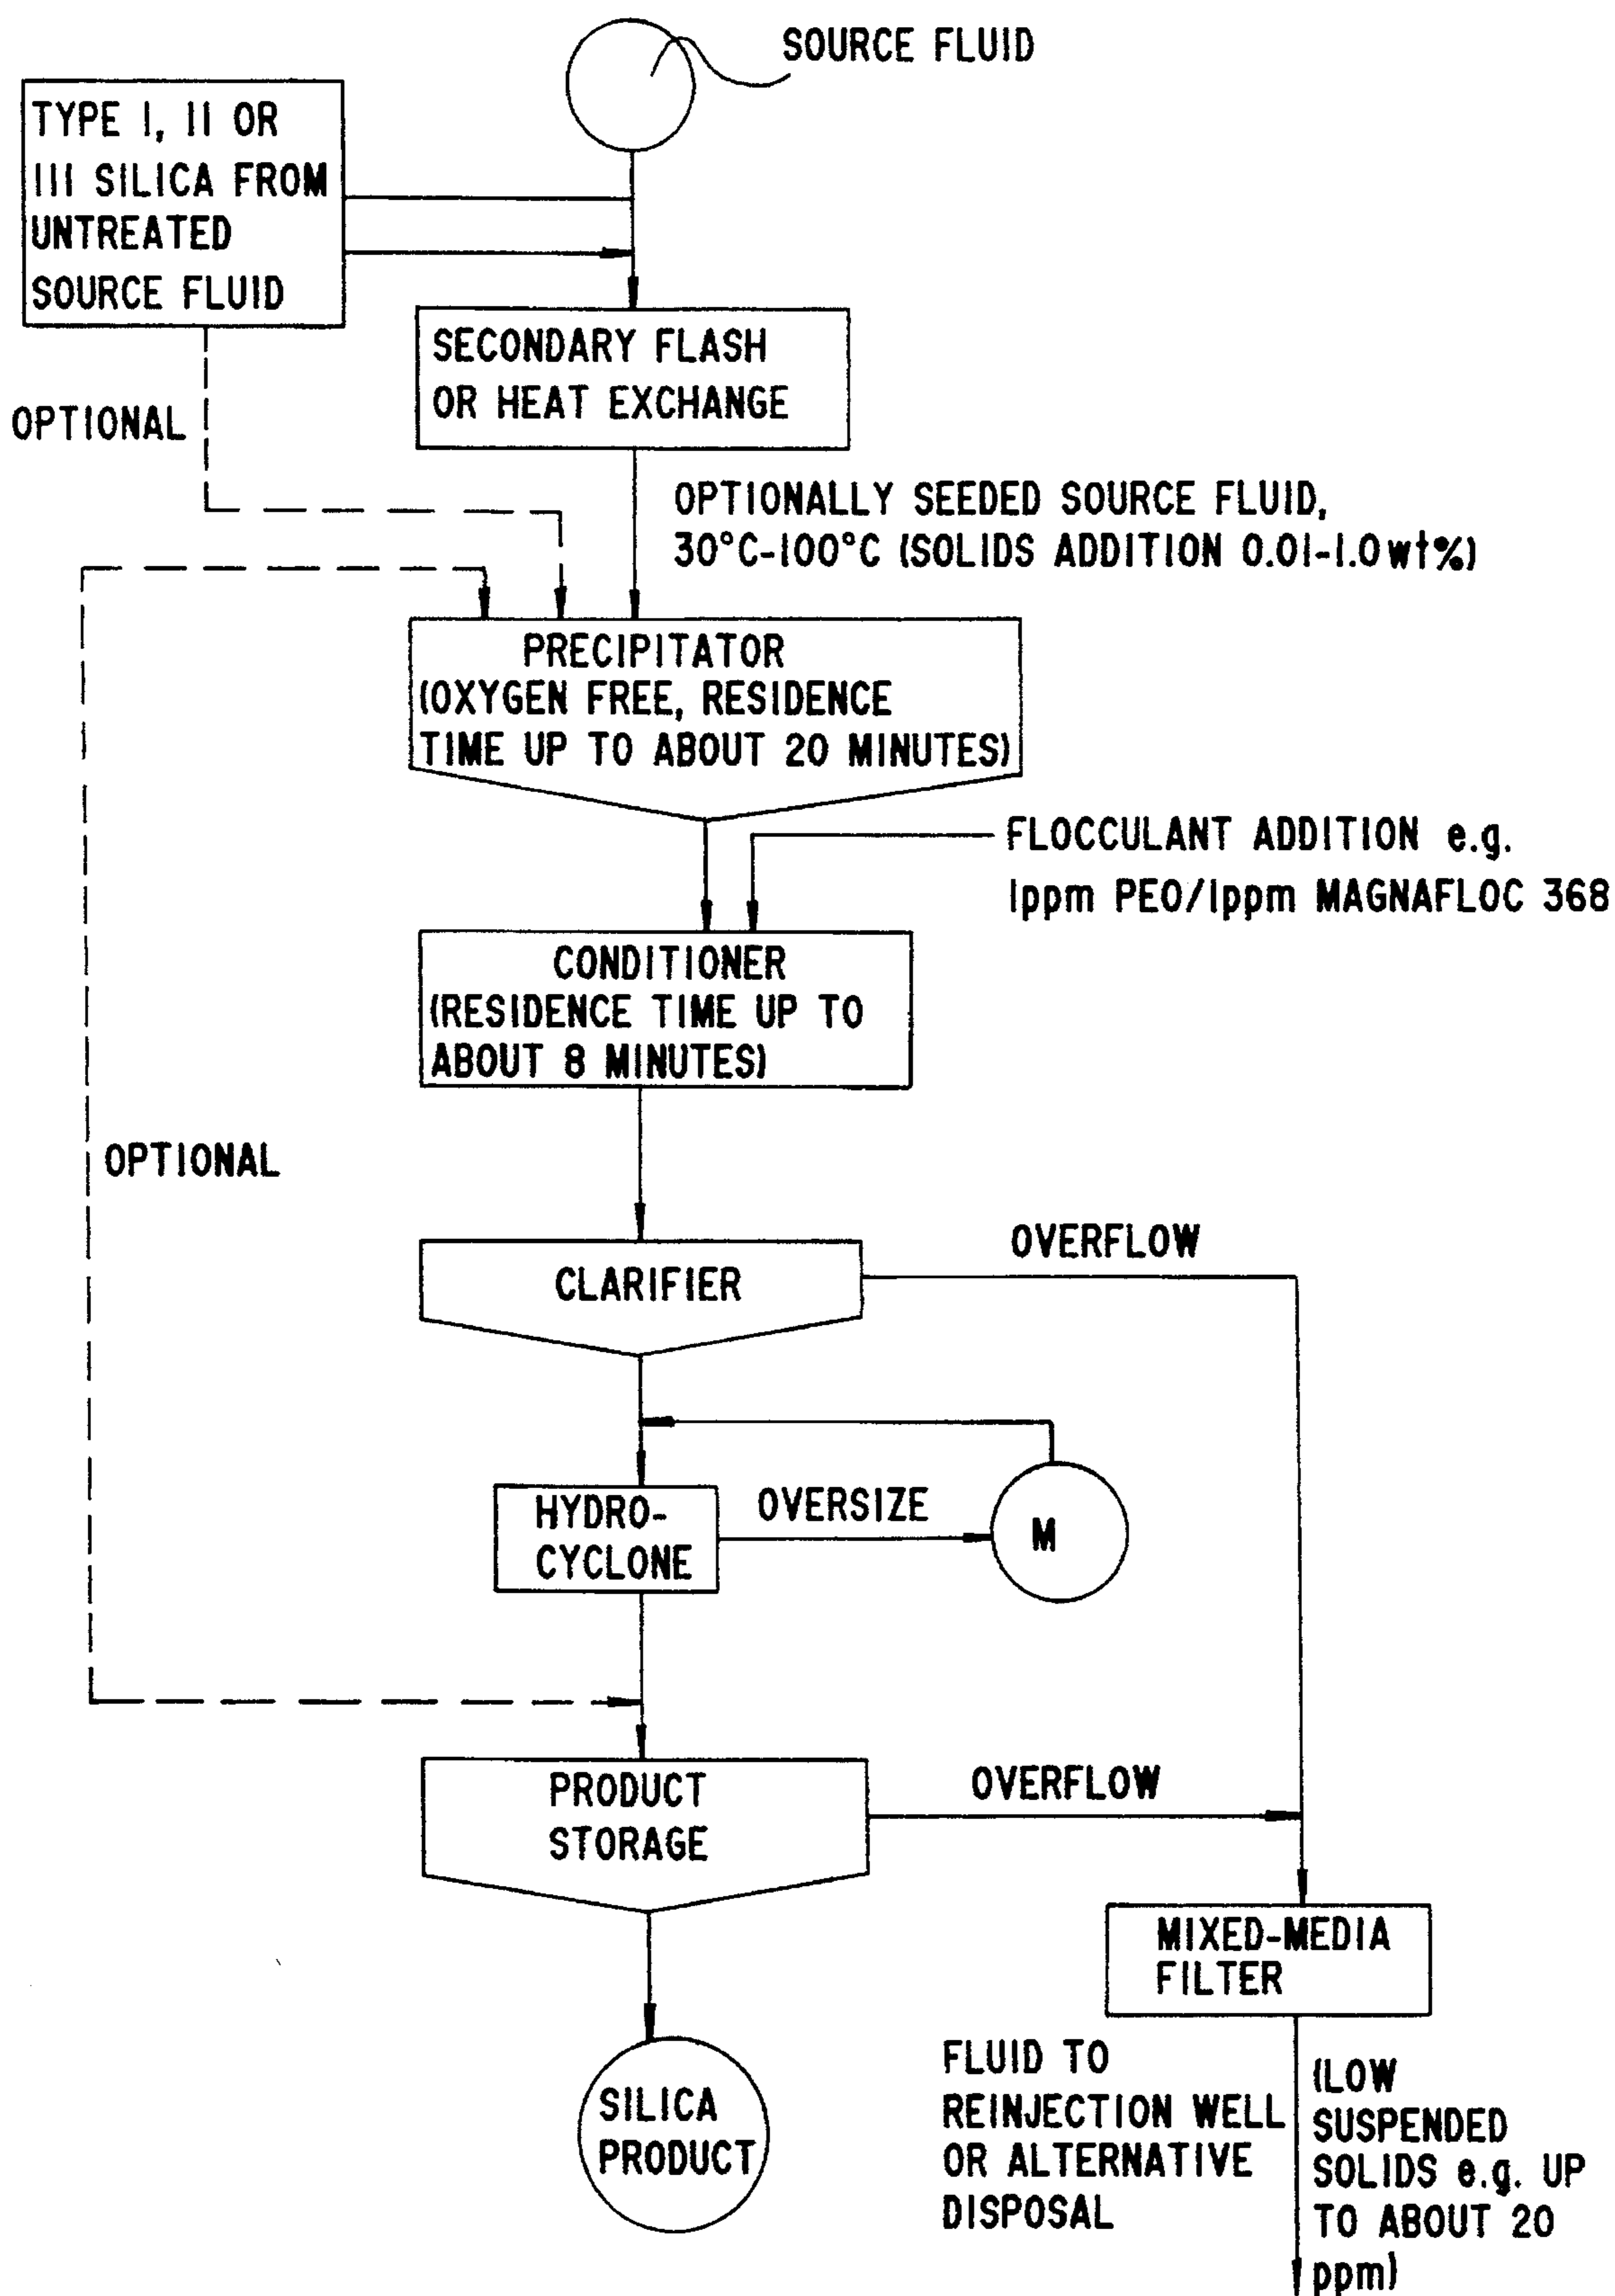 SOURCE FLUID
TYPE I, II OR
III SILICA FROM
UNTREATED
SOURCE FLUID
SECONDARY FLASH
OR HEAT EXCHANGE
OPTIONAL
OPTIONALLY SEEDED SOURCE FLUID,
30°C-100°C (SOLIDS ADDITION 0.01-1.0 wt%)
PRECIPITATOR
(OXYGEN FREE, RESIDENCE
TIME UP TO ABOUT 20 MINUTES)
FLOCCULANT ADDITION e.g.
1ppm PEO/1ppm MAGNAFLOC 368
CONDITIONER
(RESIDENCE TIME UP TO
ABOUT 8 MINUTES)
OPTIONAL
OVERFLOW
CLARIFIER
HYDRO-
CYCLONE
OVERSIZE
M
PRODUCT
STORAGE
OVERFLOW
MIXED-MEDIA
FILTER
SILICA
PRODUCT
FLUID TO
REINJECTION WELL
OR ALTERNATIVE
DISPOSAL
(LOW
SUSPENDED
SOLIDS e.g. UP
TO ABOUT 20
ppm)